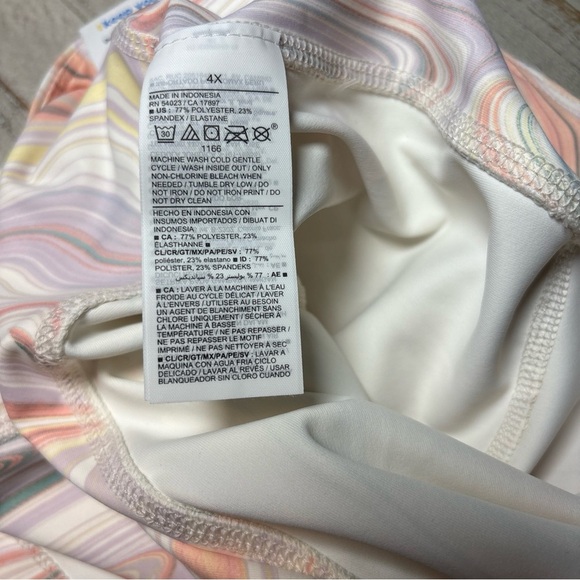 4X
MADE IN INDONESIA
RN 54023 / CA 17897
■ US : 77% POLYESTER, 23%
SPANDEX / ELASTANE
30
1166
MACHINE WASH COLD GENTLE
CYCLE / WASH INSIDE OUT / ONLY
NON-CHLORINE BLEACH WHEN
NEEDED / TUMBLE DRY LOW / DO
NOT IRON / DO NOT IRON PRINT / DO
NOT DRY CLEAN
HECHO EN INDONESIA CON
INSUMOS IMPORTADOS / DIBUAT DI
INDONESIA
■ CA : 77% POLYESTER, 23%
ÉLASTHANNE ■
CL/CR/GT/MX/PA/PE/SV : 77%
poliéster, 23% elastano ■ ID : 77%
POLISTER, 23% SPANDEKS ■
AE : 77 % بوليستر 23 % سباندیکس
■ CA : LAVER À LA MACHINE À L'EAU
FROIDE AU CYCLE DÉLICAT / LAVER
À L'ENVERS / UTILISER AU BESOIN
UN AGENT DE BLANCHIMENT SANS
CHLORE UNIQUEMENT / SÉCHER À
LA MACHINE À BASSE
TEMPÉRATURE / NE PAS REPASSER /
NE PAS REPASSER LE MOTIF
IMPRIMÉ / NE PAS NETTOYER À SEC
■ CL/CR/GT/MX/PA/PE/SV : LAVAR A
MAQUINA CON AGUA FRIA CICLO
DELICADO / LAVAR AL REVÉS / USAR
BLANQUEADOR SIN CLORO CUANDO